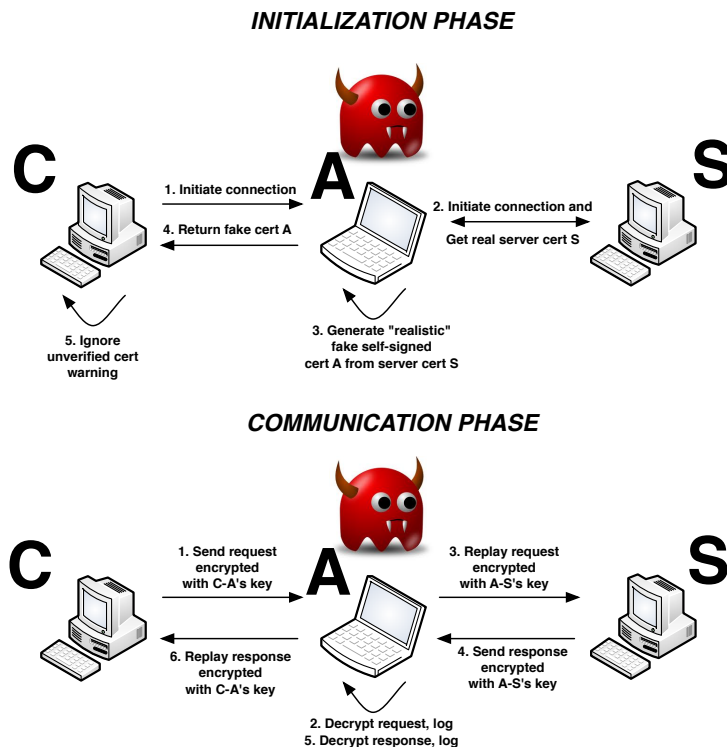 INITIALIZATION PHASE
C
A
S
1. Initiate connection
4. Return fake cert A
2. Initiate connection and
Get real server cert S
5. Ignore
unverified cert
warning
3. Generate "realistic"
fake self-signed
cert A from server cert S
COMMUNICATION PHASE
C
A
S
1. Send request
encrypted
with C-A's key
3. Replay request
encrypted
with A-S's key
6. Replay response
encrypted
with C-A's key
4. Send response
encrypted
with A-S's key
2. Decrypt request, log
5. Decrypt response, log